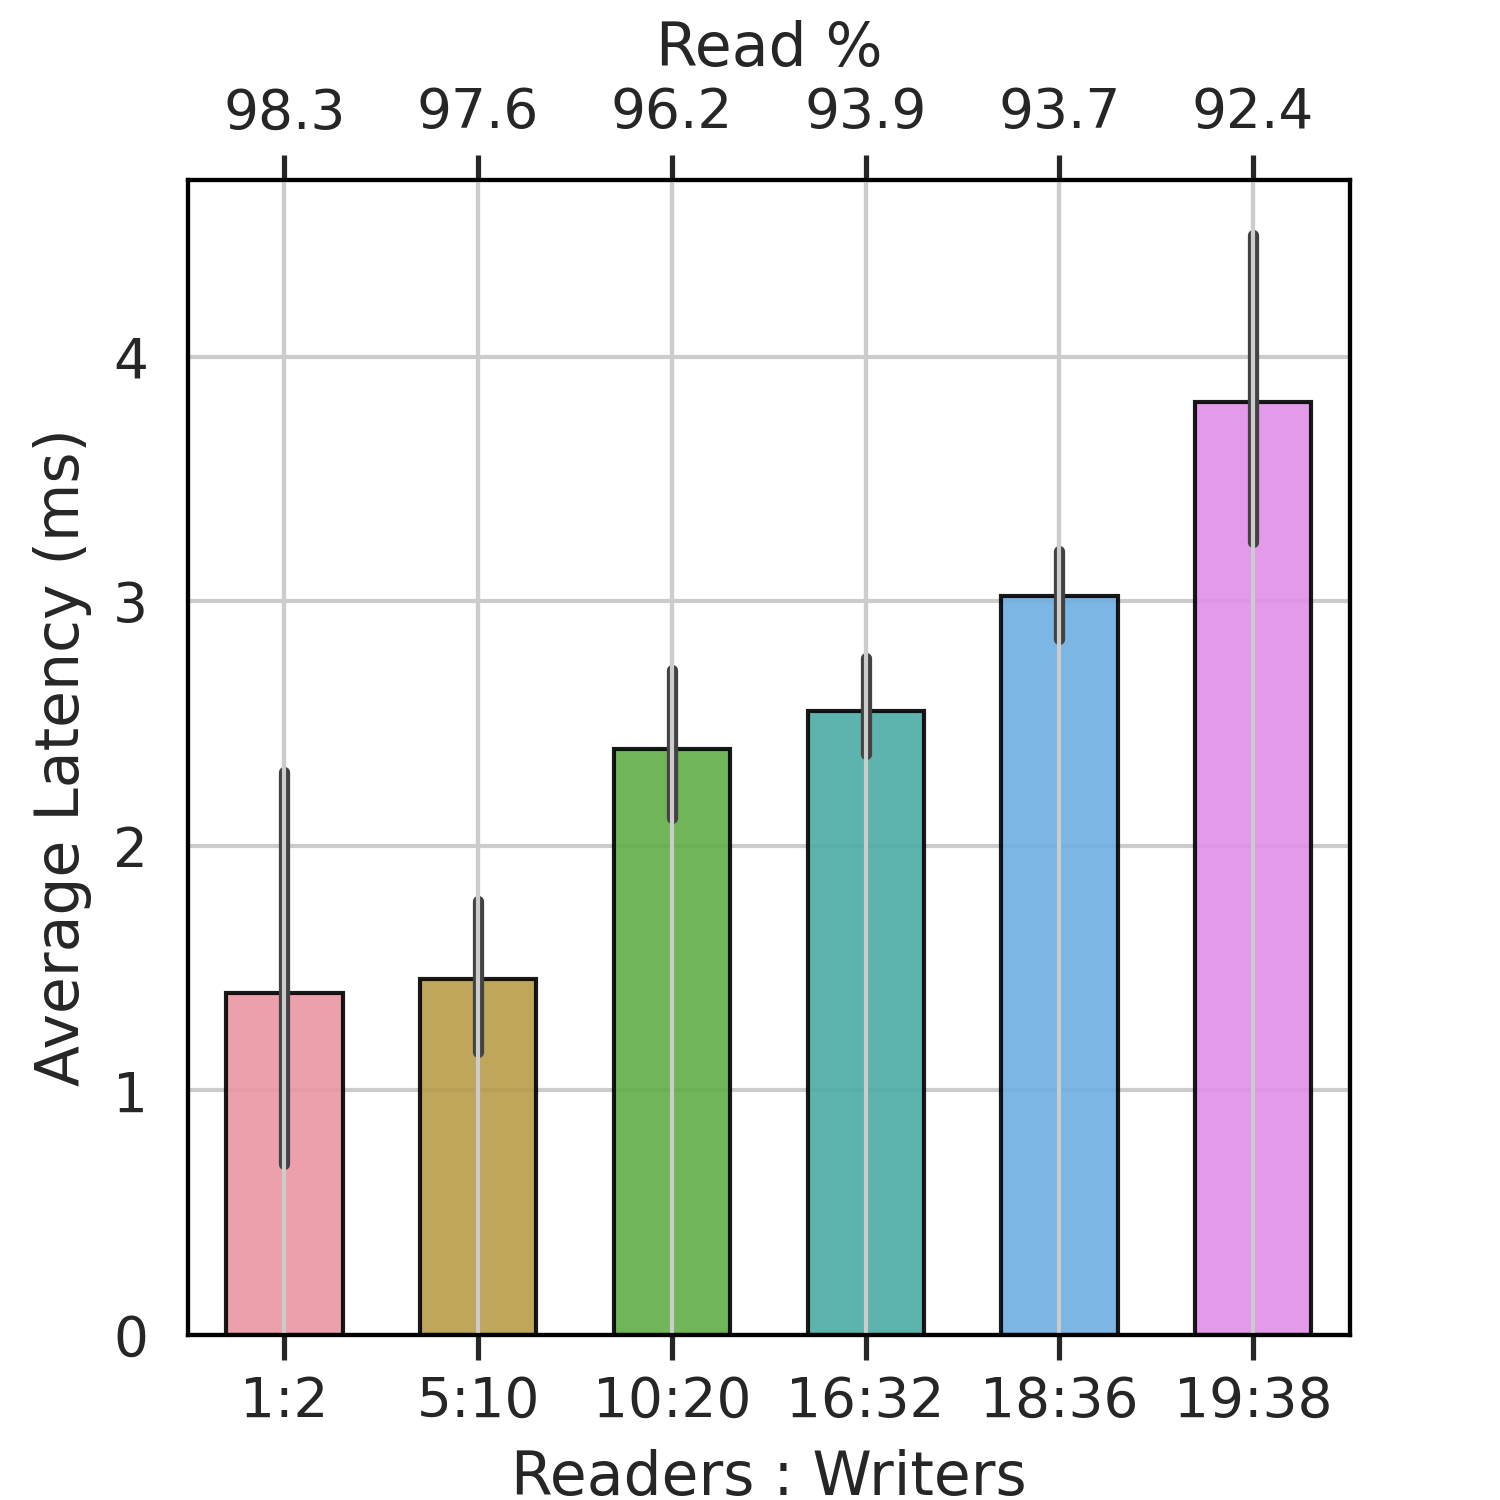 Read %
98.3 97.6 96.2 93.9 93.7 92.4
Average Latency (ms)
4
3
2
1
0
1:2 5:10 10:20 16:32 18:36 19:38
Readers : Writers